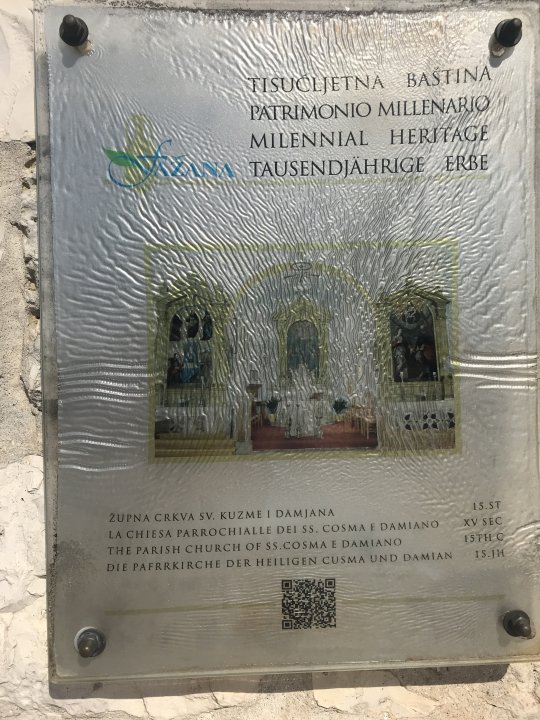 TISUĆLJETNA BAŠTINA
PATRIMONIO MILLENARIO
MILENNIAL HERITAGE
FAŽANA TAUSENDJÄHRIGE ERBE
ŽUPNA CRKVA SV. KUZME I DAMJANA 15.ST
LA CHIESA PARROCHIALLE DEI SS. COSMA E DAMIANO XV SEC
THE PARISH CHURCH OF SS.COSMA E DAMIANO 15TH.C
DIE PAFRRKIRCHE DER HEILIGEN CUSMA UND DAMIAN 15.JH